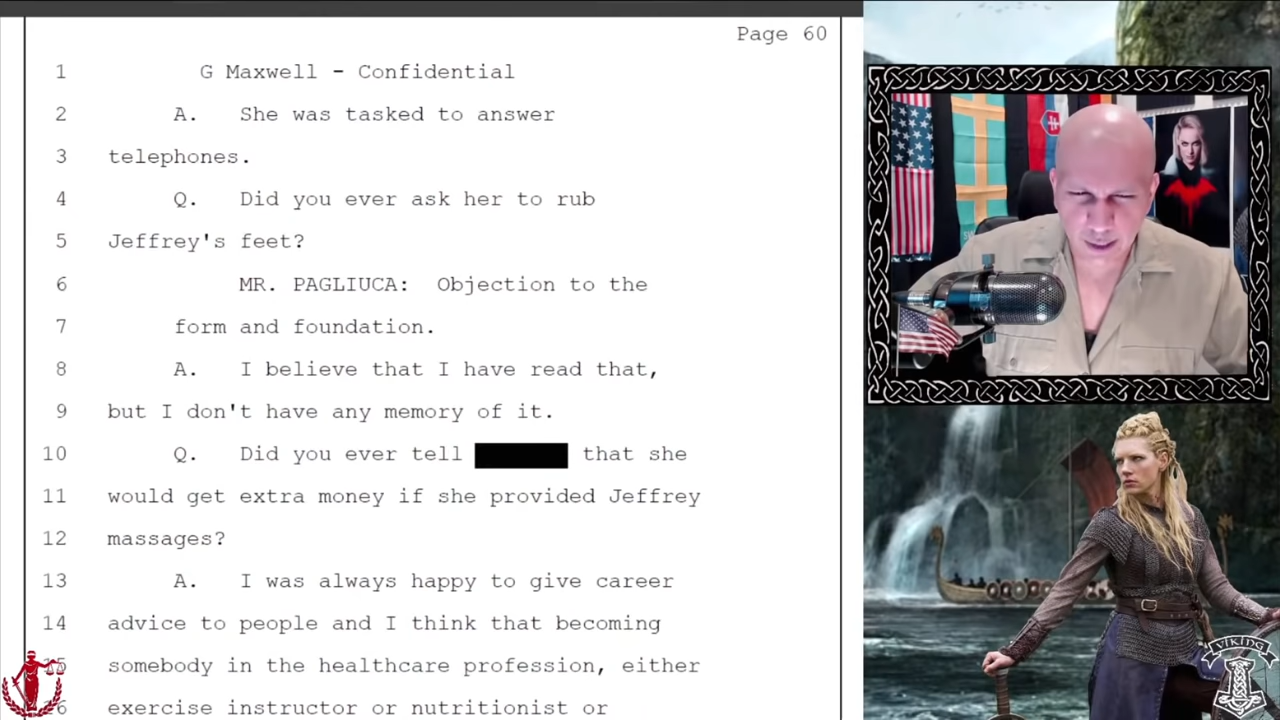 Page 60
1 G Maxwell - Confidential
2 A. She was tasked to answer
3 telephones.
4 Q. Did you ever ask her to rub
5 Jeffrey's feet?
6 MR. PAGLIUCA: Objection to the
7 form and foundation.
8 A. I believe that I have read that,
9 but I don't have any memory of it.
10 Q. Did you ever tell that she
11 would get extra money if she provided Jeffrey
12 massages?
13 A. I was always happy to give career
14 advice to people and I think that becoming
15 somebody in the healthcare profession, either
16 exercise instructor or nutritionist or
VIKING